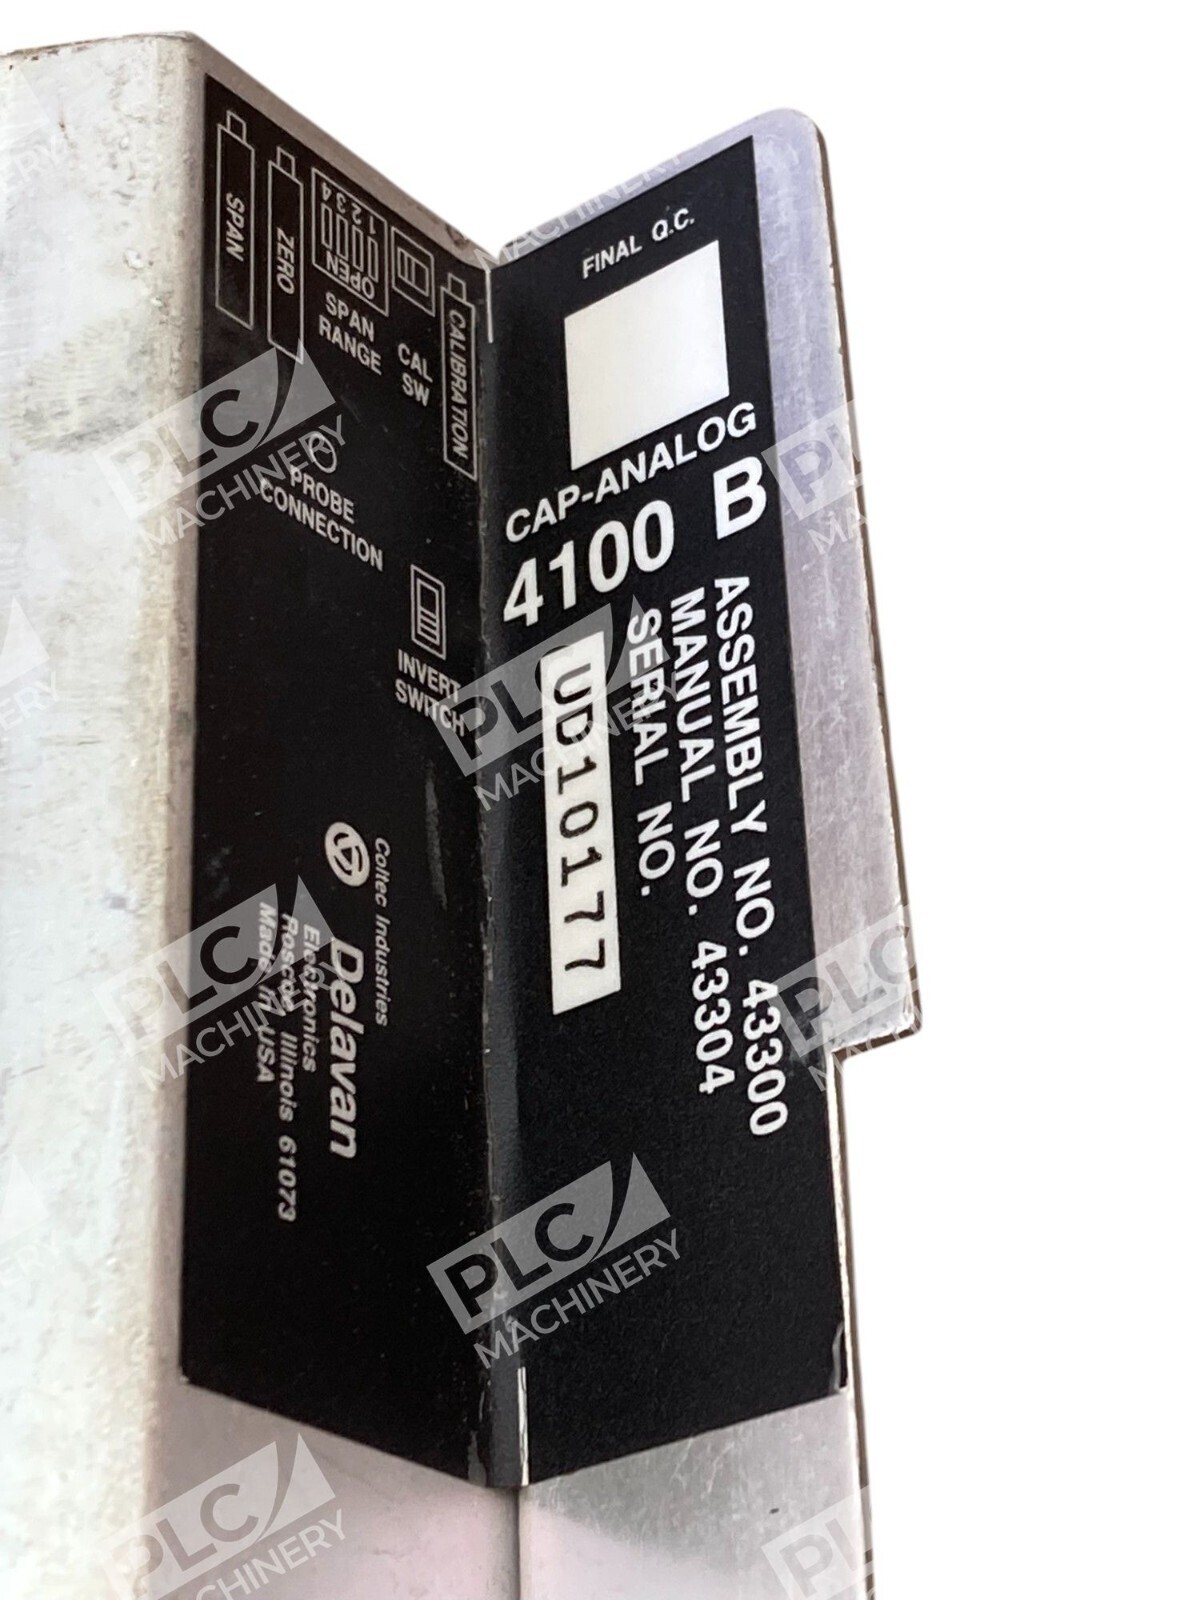 SPAN
ZERO
1 2 3 4
OPEN
SPAN
RANGE
CAL
SW
CALIBRATION
PROBE
CONNECTION
INVERT
SWITCH
Coltec Industries
Delavan
Electronics
Roscoe Illinois 61073
Made in USA
FINAL Q.C.
CAP-ANALOG
4100 B
ASSEMBLY NO. 43300
MANUAL NO. 43304
SERIAL NO.
UD10177
PLC
MACHINERY